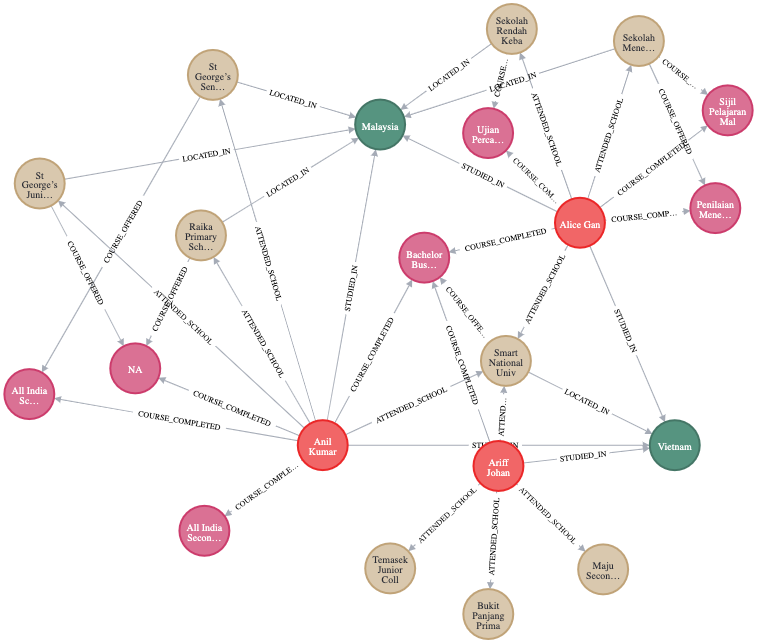 Sekolah
Rendah
Keba
Sekolah
Mene...
St
George's
Sen...
LOCATED_IN
COURSE...
LOCATED_IN
COURSE_...
LOCATED_IN
Sijil
Pelajaran
Mal
Malaysia
Ujian
Perca...
ATTENDED_SCHOOL
ATTENDED_SCHOOL
COURSE_OFFERED
LOCATED_IN
STUDIED_IN
COURSE_COM...
COURSE_COMPLETED
St
George's
Juni...
LOCATED_IN
Penilaian
Mene...
COURSE_COMP...
Alice Gan
Raika
Primary
Sch...
COURSE_OFFERED
COURSE_COMPLETED
Bachelor
Bus...
ATTENDED_SCHOOL
COURSE_OFFERED
COURSE_OFFERED
ATTENDED_SCHOOL
STUDIED_IN
ATTENDED_SCHOOL
COURSE_OFFE...
ATTENDED_SCHOOL
ATTENDED_SCHOOL
STUDIED_IN
COURSE_COMPLETED
COURSE_COMPLETED
Smart
National
Univ
NA
All India
Sc...
COURSE_COMPLETED
COURSE_COMPLETED
ATTENDED_SCHOOL
ATTEND...
LOCATED_IN
Anil
Kumar
Vietnam
STUDIED_IN
Ariff
Johan
COURSE_COMPLE...
All India
Secon...
ATTENDED_SCHOOL
ATTENDED_SCHOOL
ATTENDED_SCHOOL
Temasek
Junior
Coll
Maju
Secon...
Bukit
Panjang
Prima